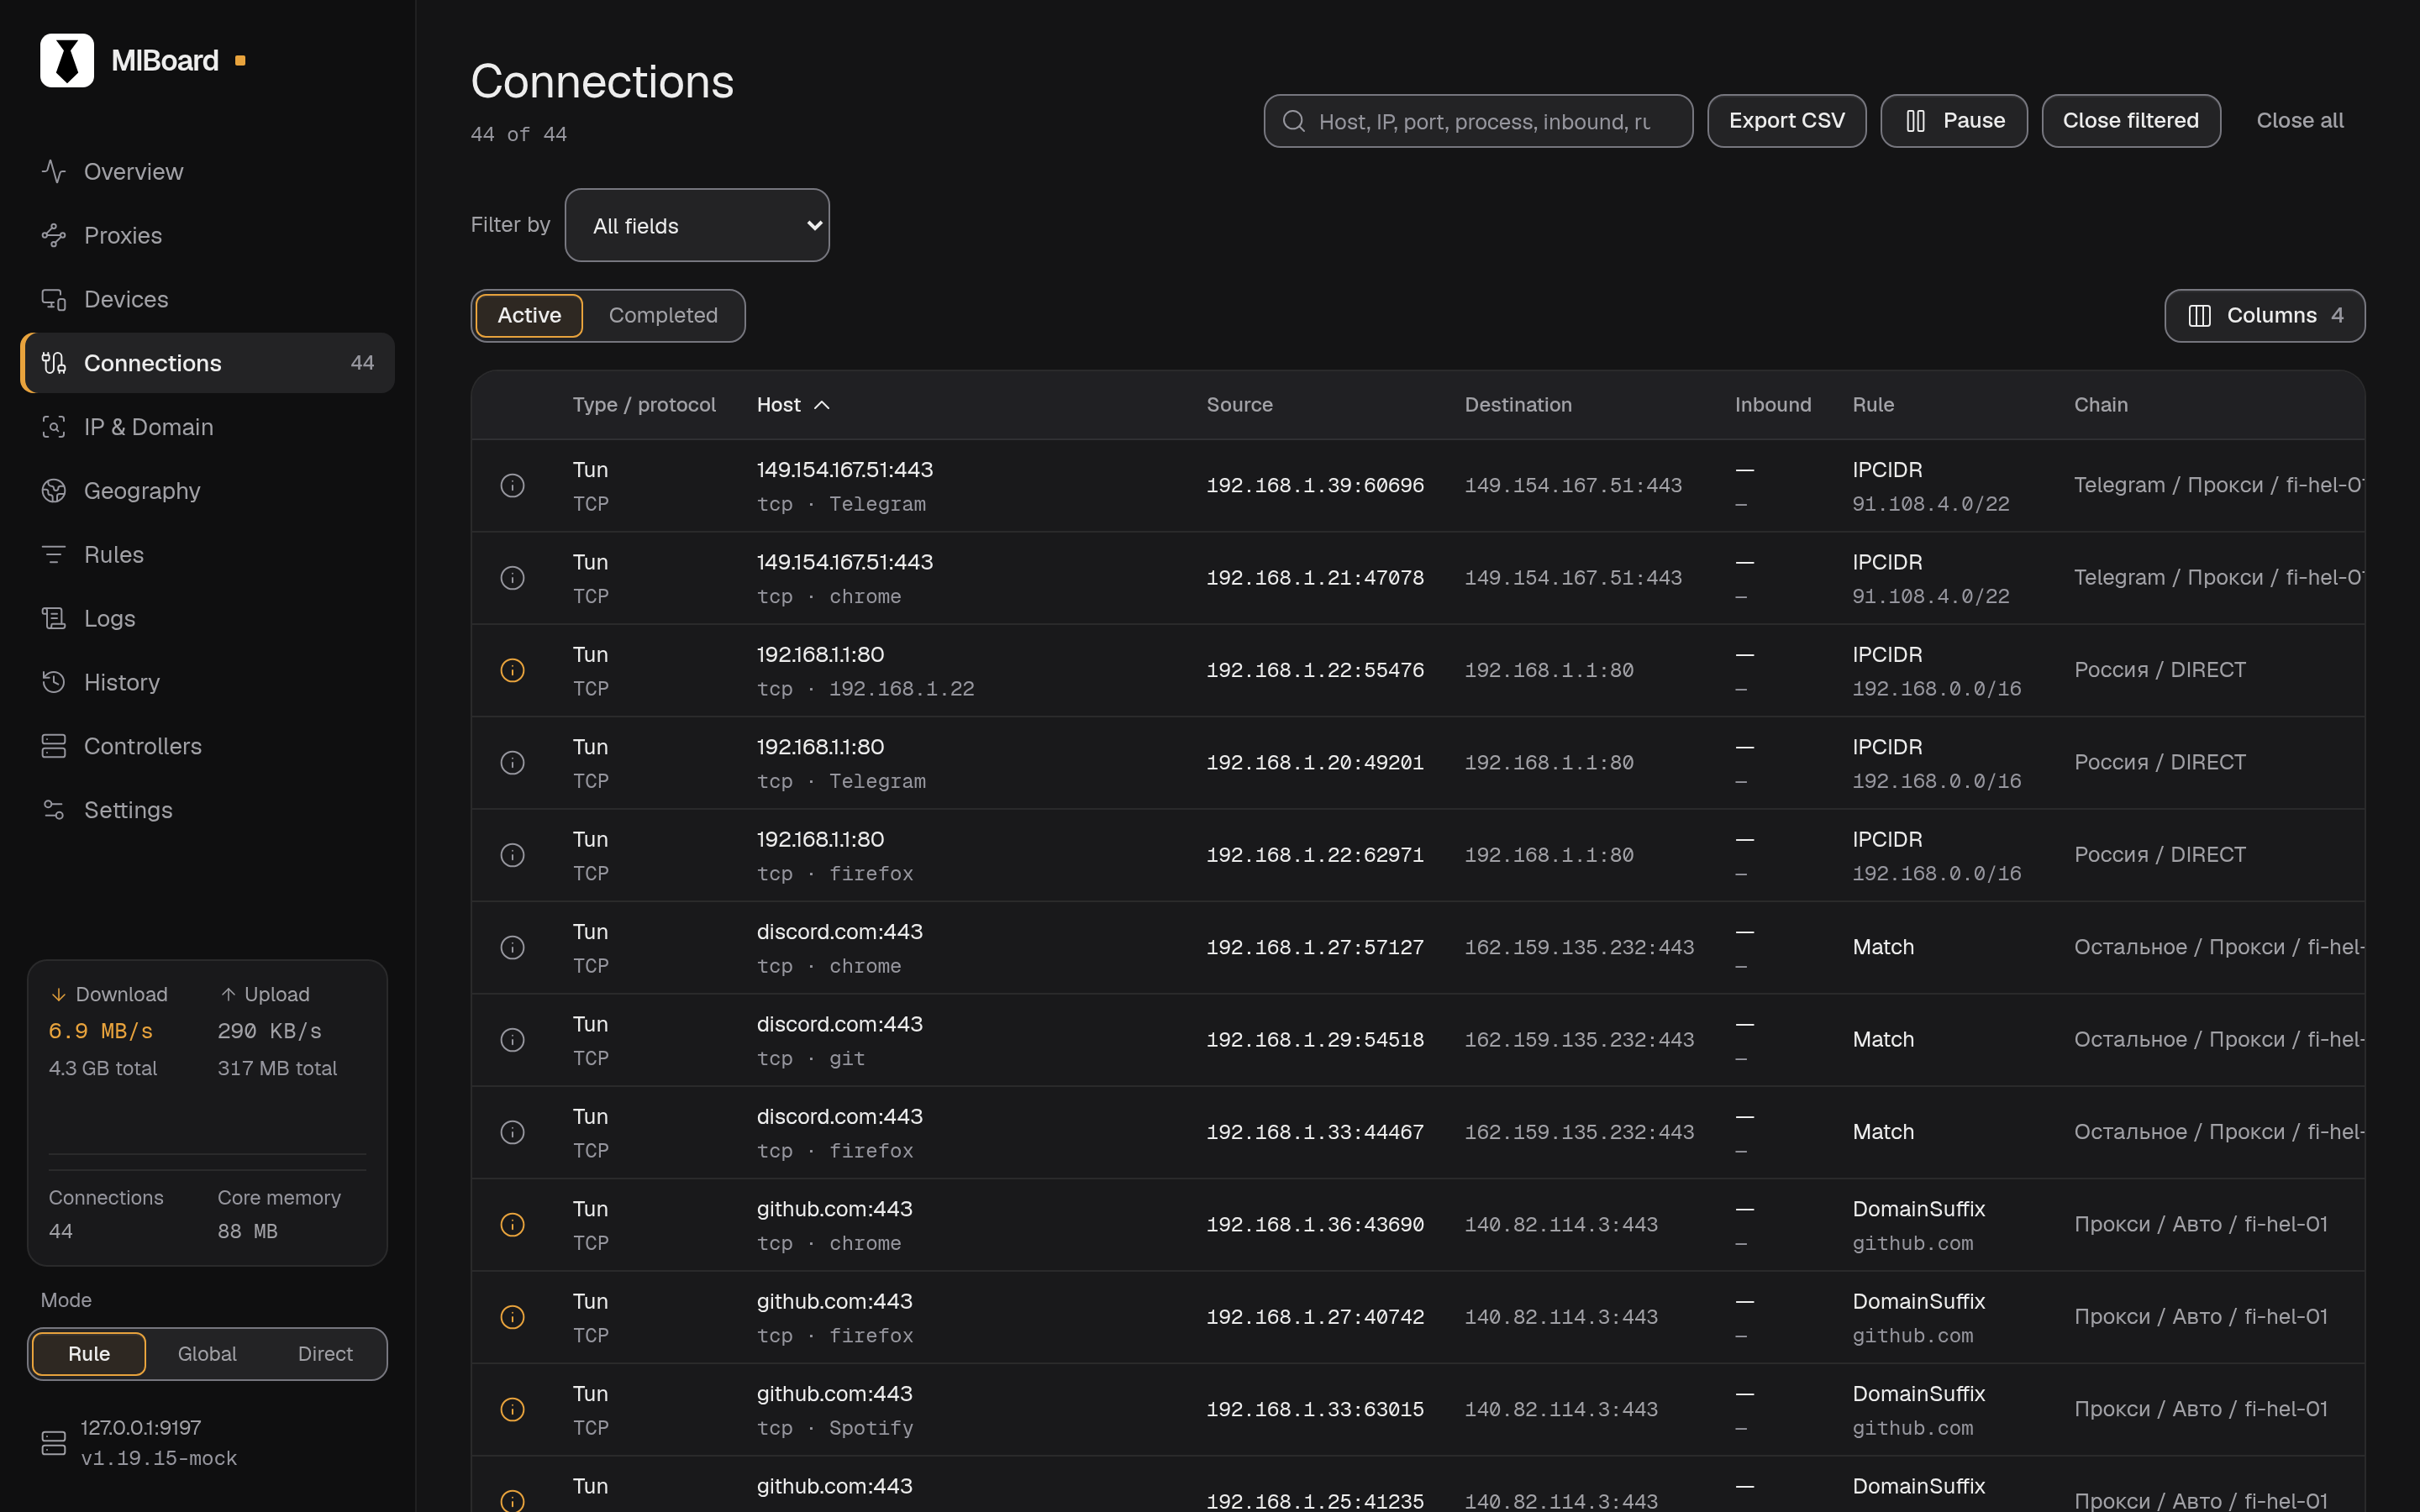 MIBoard
Overview
Proxies
Devices
Connections 44
IP & Domain
Geography
Rules
Logs
History
Controllers
Settings
Download Upload
6.9 MB/s 290 KB/s
4.3 GB total 317 MB total
Connections Core memory
44 88 MB
Mode
Rule Global Direct
127.0.0.1:9197
v1.19.15-mock
Connections
44 of 44
Host, IP, port, process, inbound, ru
Export CSV Pause Close filtered Close all
Filter by All fields
Active Completed
Columns 4
Type / protocol Host Source Destination Inbound Rule Chain
Tun 149.154.167.51:443 — IPCIDR
192.168.1.39:60696 149.154.167.51:443 Telegram / Прокси / fi-hel-01
TCP tcp · Telegram – 91.108.4.0/22
Tun 149.154.167.51:443 — IPCIDR
192.168.1.21:47078 149.154.167.51:443 Telegram / Прокси / fi-hel-01
TCP tcp · chrome – 91.108.4.0/22
Tun 192.168.1.1:80 — IPCIDR
192.168.1.22:55476 192.168.1.1:80 Россия / DIRECT
TCP tcp · 192.168.1.22 – 192.168.0.0/16
Tun 192.168.1.1:80 — IPCIDR
192.168.1.20:49201 192.168.1.1:80 Россия / DIRECT
TCP tcp · Telegram – 192.168.0.0/16
Tun 192.168.1.1:80 — IPCIDR
192.168.1.22:62971 192.168.1.1:80 Россия / DIRECT
TCP tcp · firefox – 192.168.0.0/16
Tun discord.com:443 —
192.168.1.27:57127 162.159.135.232:443 Match Остальное / Прокси / fi-hel-
TCP tcp · chrome –
Tun discord.com:443 —
192.168.1.29:54518 162.159.135.232:443 Match Остальное / Прокси / fi-hel-
TCP tcp · git –
Tun discord.com:443 —
192.168.1.33:44467 162.159.135.232:443 Match Остальное / Прокси / fi-hel-
TCP tcp · firefox –
Tun github.com:443 — DomainSuffix
192.168.1.36:43690 140.82.114.3:443 Прокси / Авто / fi-hel-01
TCP tcp · chrome – github.com
Tun github.com:443 — DomainSuffix
192.168.1.27:40742 140.82.114.3:443 Прокси / Авто / fi-hel-01
TCP tcp · firefox – github.com
Tun github.com:443 — DomainSuffix
192.168.1.33:63015 140.82.114.3:443 Прокси / Авто / fi-hel-01
TCP tcp · Spotify – github.com
Tun github.com:443 — DomainSuffix
192.168.1.25:41235 140.82.114.3:443 Прокси / Авто / fi-hel-01